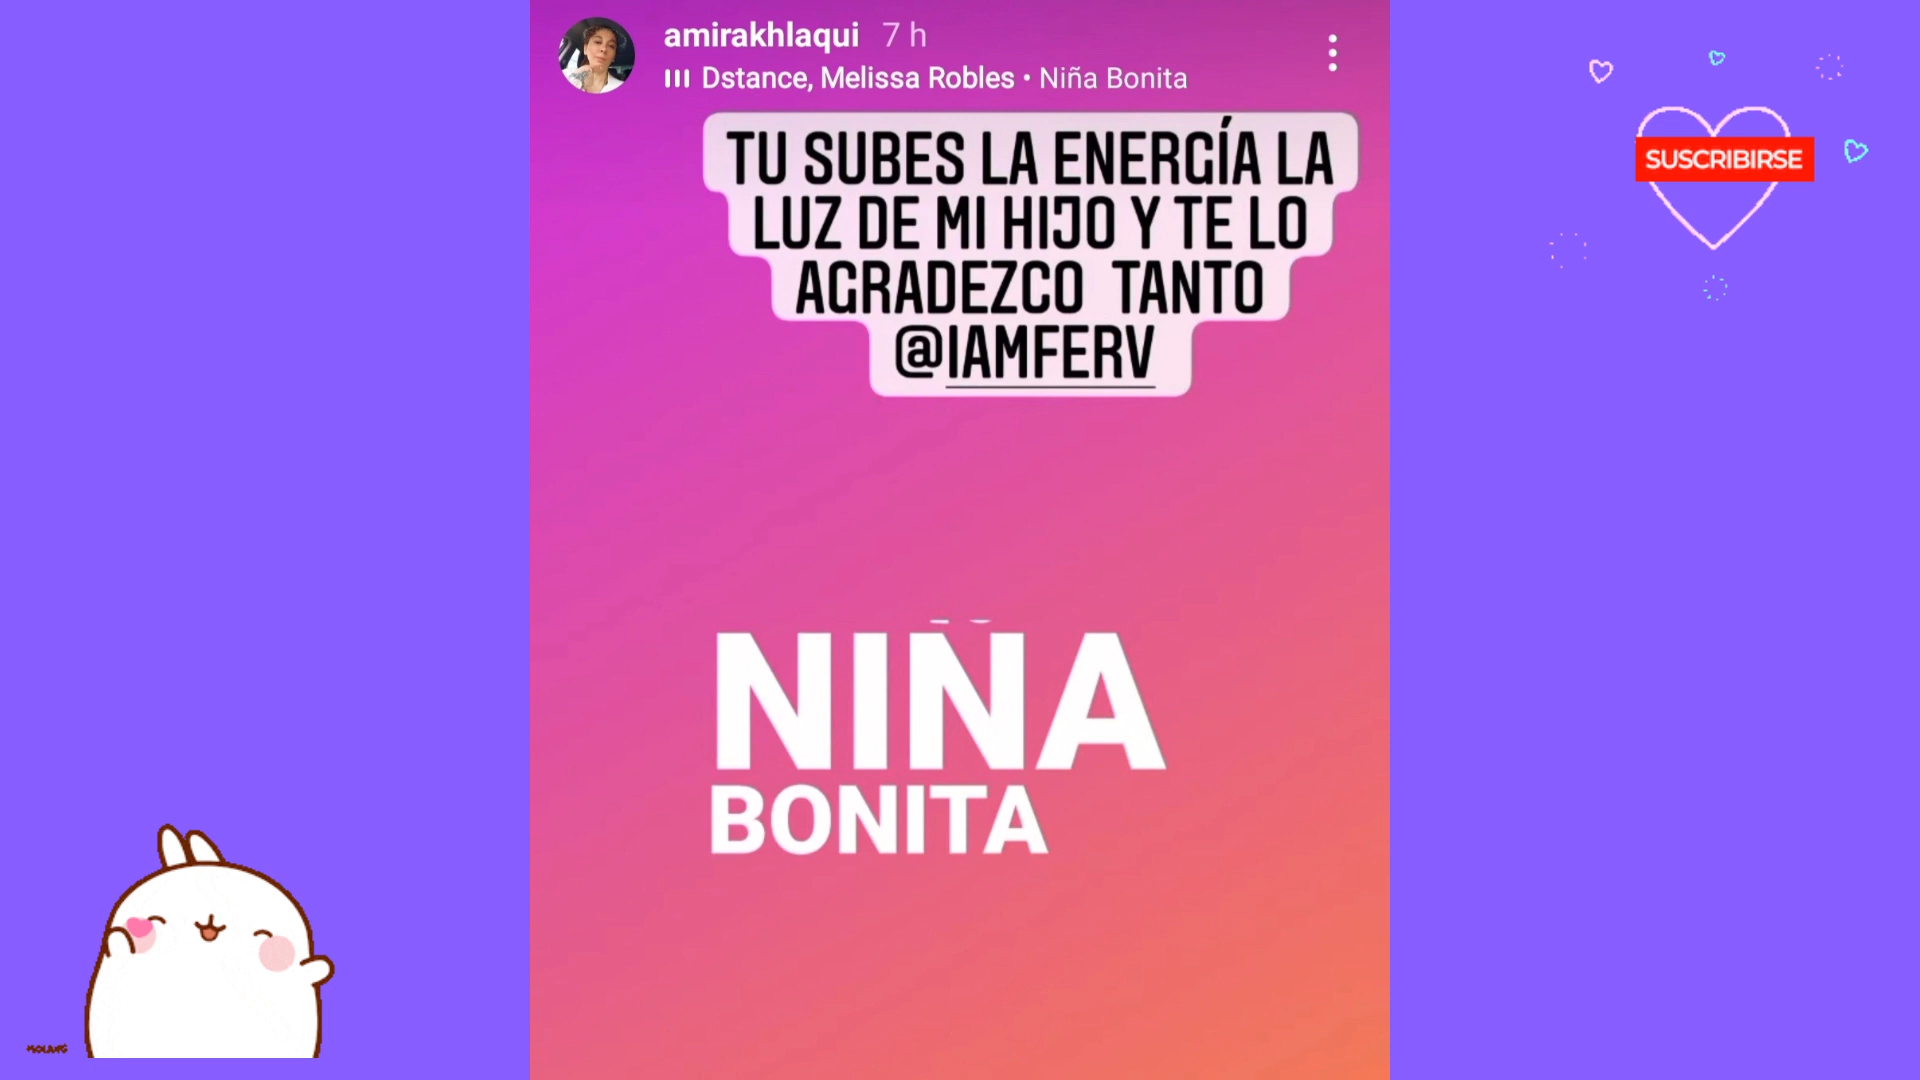 amirakhlaqui 7 h
Dstance, Melissa Robles • Niña Bonita
TU SUBES LA ENERGÍA LA
LUZ DE MI HIJO Y TE LO
AGRADEZCO TANTO
@IAMFERV
SUSCRIBIRSE
NIÑA
BONITA
MOLANG